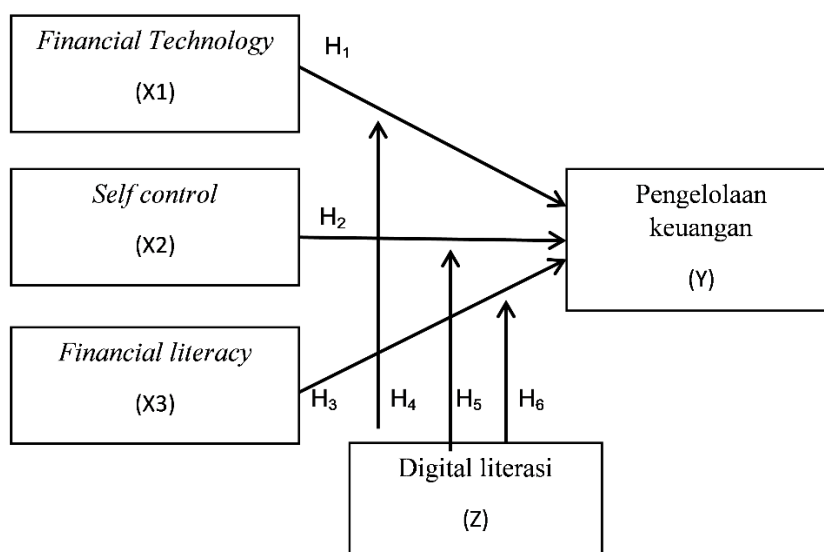 Financial Technology
(X1)
H1
Self control
(X2)
H2
Pengelolaan
keuangan
(Y)
Financial literacy
(X3)
H3
H4
H5
H6
Digital literasi
(Z)